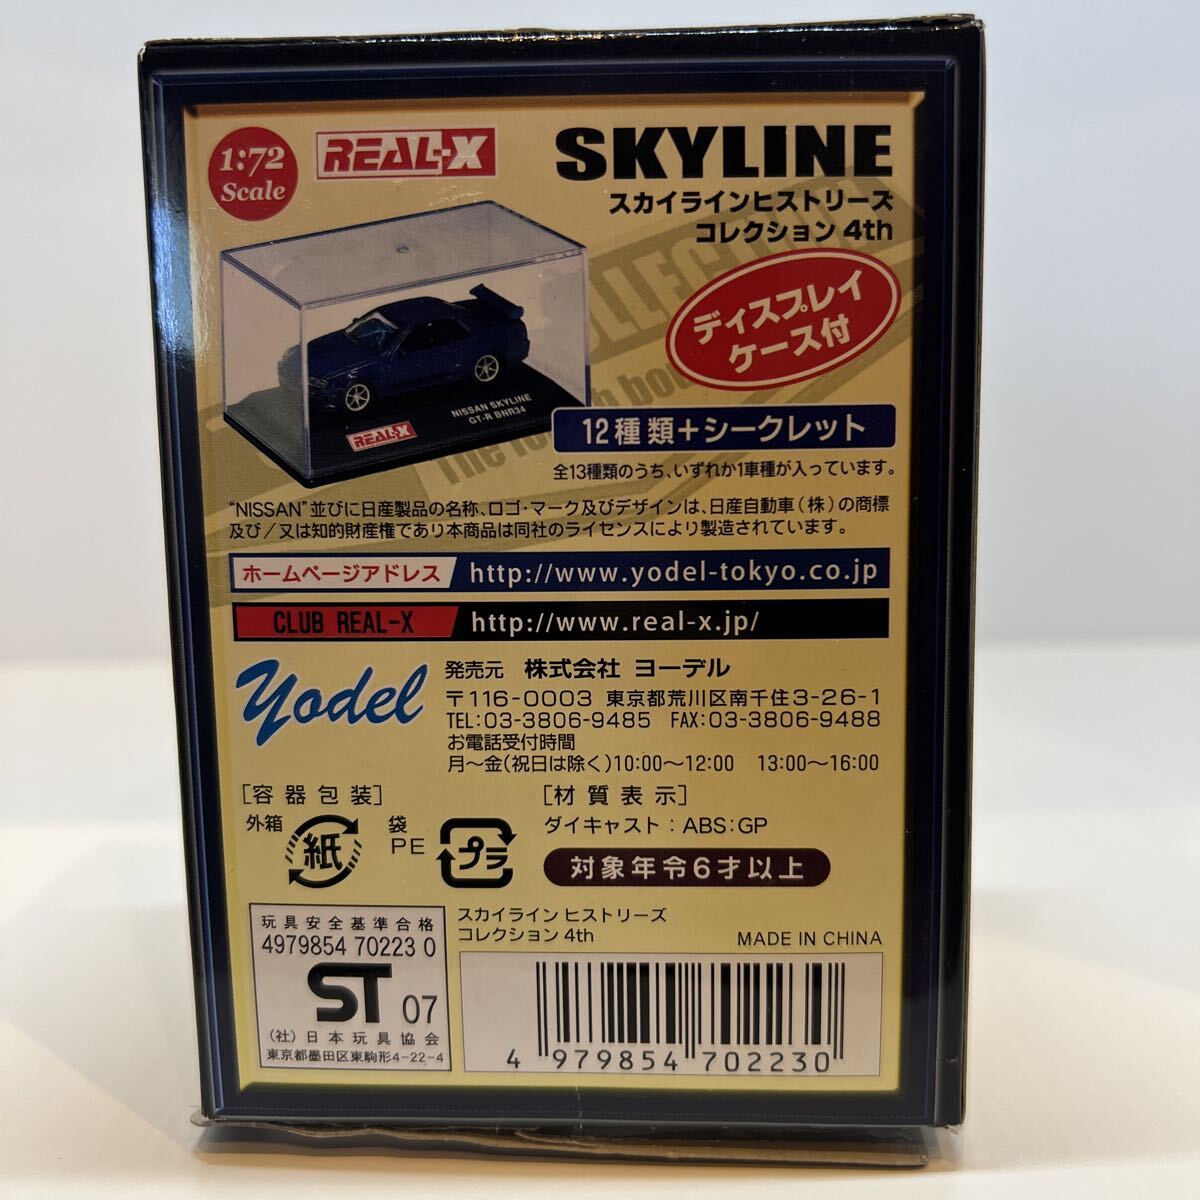 1:72
Scale
REAL-X
SKYLINE
スカイラインヒストリーズ
コレクション 4th
ディスプレイ
ケース付
NISSAN SKYLINE
GT-R BNR34
REAL-X
12種類+シークレット
全13種類のうち、いずれか1車種が入っています。
"NISSAN"並びに日産製品の名称、ロゴ・マーク及びデザインは、日産自動車(株)の商標
及び/又は知的財産権であり本商品は同社のライセンスにより製造されています。
ホームページアドレス http://www.yodel-tokyo.co.jp
CLUB REAL-X http://www.real-x.jp/
yodel
発売元 株式会社 ヨーデル
〒116-0003 東京都荒川区南千住3-26-1
TEL:03-3806-9485 FAX:03-3806-9488
お電話受付時間
月～金(祝日は除く)10:00～12:00 13:00～16:00
[容器包装]
外箱 紙 袋 PE プラ
[材質表示]
ダイキャスト:ABS:GP
対象年令6才以上
玩具安全基準合格
4979854 70223 0
ST 07
(社)日本玩具協会
東京都墨田区東駒形4-22-4
スカイライン ヒストリーズ
コレクション 4th
MADE IN CHINA
4 979854 702230